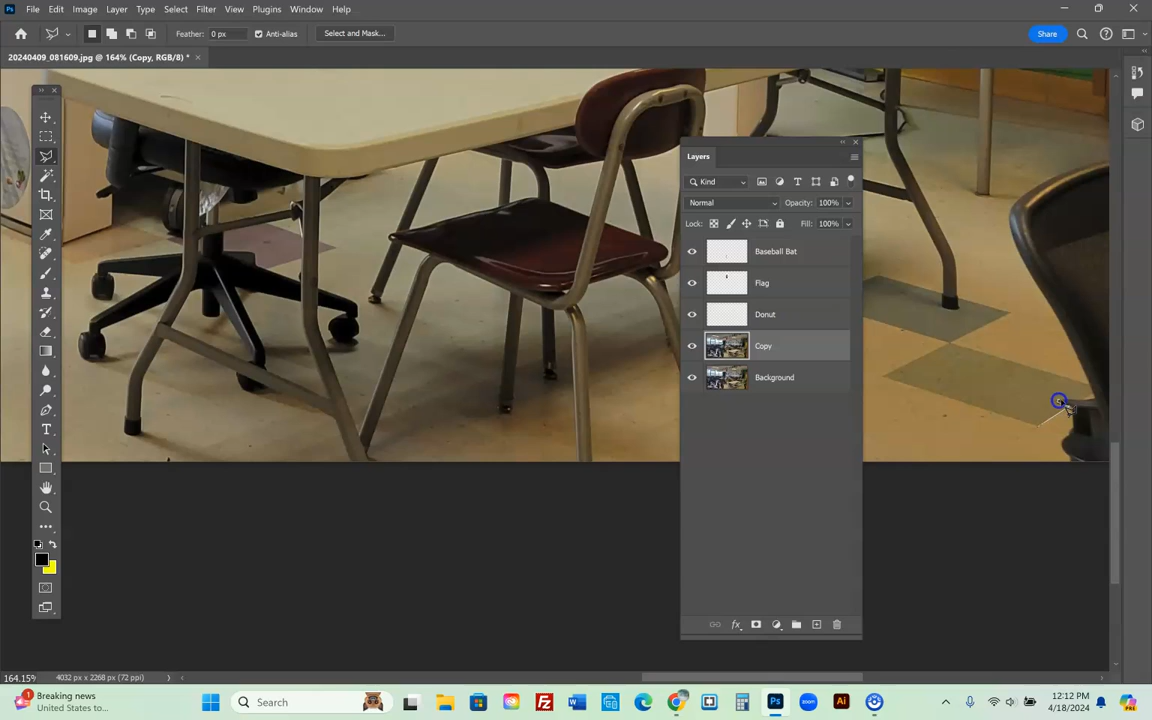 File Edit Image Layer Type Select Filter View Plugins Window Help
Feather: 0 px Anti-alias Select and Mask... Share
20240409_081609.jpg @ 164% (Copy, RGB/8) *
Layers
Kind
Normal Opacity: 100%
Lock: Fill: 100%
Baseball Bat
Flag
Donut
Copy
Background
164.15% 4032 px x 2268 px (72 ppi)
1 Breaking news
United States to...
Search
12:12 PM
4/18/2024